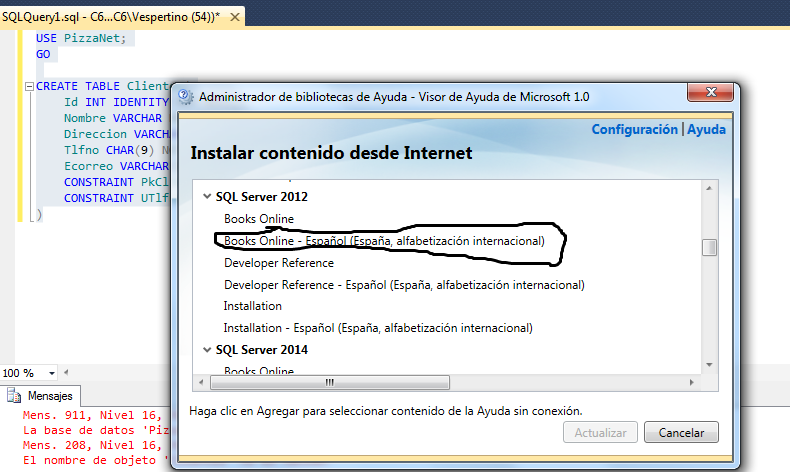 SQLQuery1.sql - C6...C6\Vespertino (54))*
USE PizzaNet;
GO
CREATE TABLE Client
Id INT IDENTITY
Nombre VARCHAR
Direccion VARCH
Tlfno CHAR(9) N
Ecorreo VARCHAR
CONSTRAINT PkCl
CONSTRAINT UTlf
)
Administrador de bibliotecas de Ayuda - Visor de Ayuda de Microsoft 1.0
Configuración | Ayuda
Instalar contenido desde Internet
SQL Server 2012
Books Online
Books Online - Español (España, alfabetización internacional)
Developer Reference
Developer Reference - Español (España, alfabetización internacional)
Installation
Installation - Español (España, alfabetización internacional)
SQL Server 2014
Books Online
Haga clic en Agregar para seleccionar contenido de la Ayuda sin conexión.
Actualizar
Cancelar
100 %
Mensajes
Mens. 911, Nivel 16,
La base de datos 'Piz
Mens. 208, Nivel 16,
El nombre de objeto '